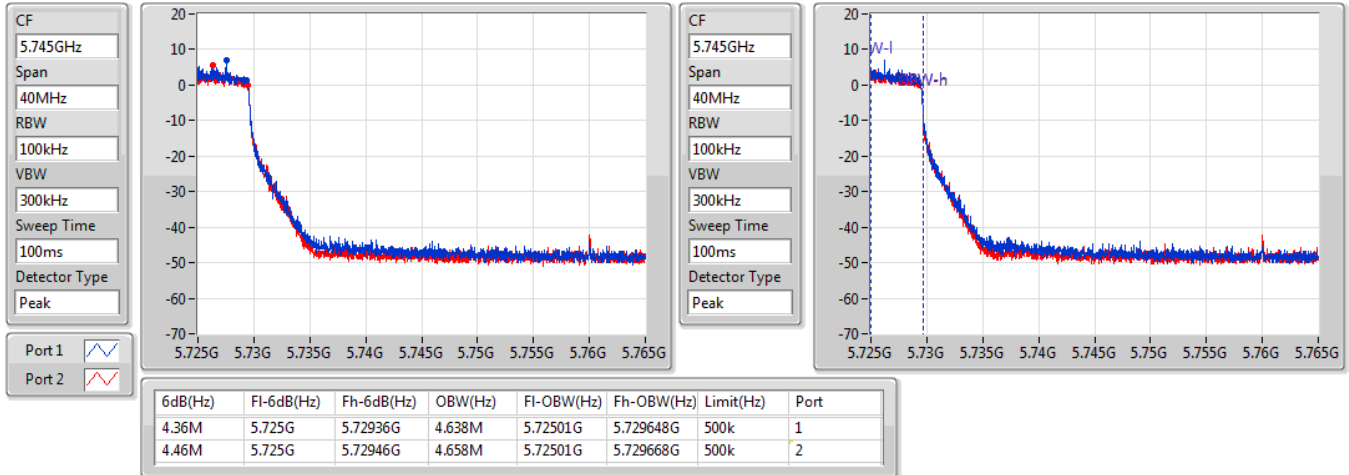 CF
5.745GHz
Span
40MHz
RBW
100kHz
VBW
300kHz
Sweep Time
100ms
Detector Type
Peak
Port 1
Port 2
20
10
0
-10
-20
-30
-40
-50
-60
-70
5.725G 5.73G 5.735G 5.74G 5.745G 5.75G 5.755G 5.76G 5.765G
CF
5.745GHz
Span
40MHz
RBW
100kHz
VBW
300kHz
Sweep Time
100ms
Detector Type
Peak
20
10
0
-10
-20
-30
-40
-50
-60
-70
W-l
W-h
5.725G 5.73G 5.735G 5.74G 5.745G 5.75G 5.755G 5.76G 5.765G
6dB(Hz) Fl-6dB(Hz) Fh-6dB(Hz) OBW(Hz) Fl-OBW(Hz) Fh-OBW(Hz) Limit(Hz) Port
4.36M 5.725G 5.72936G 4.638M 5.72501G 5.729648G 500k 1
4.46M 5.725G 5.72946G 4.658M 5.72501G 5.729668G 500k 2